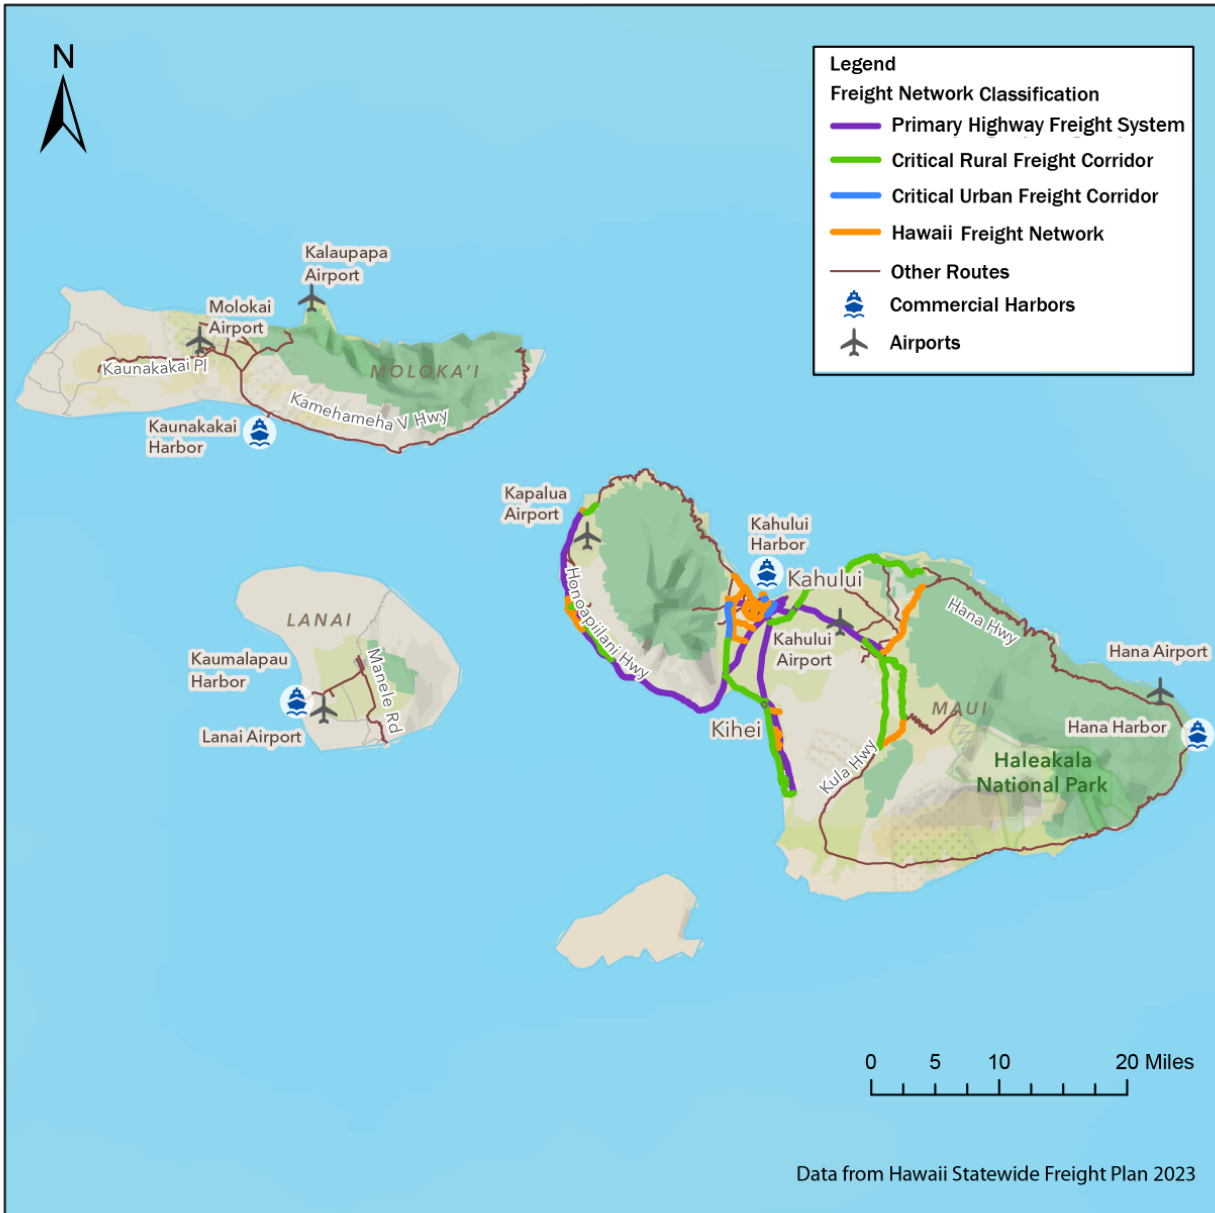 N
Legend
Freight Network Classification
Primary Highway Freight System
Critical Rural Freight Corridor
Critical Urban Freight Corridor
Hawaii Freight Network
Other Routes
Commercial Harbors
Airports
Kalaupapa
Airport
Molokai
Airport
Kaunakakai Pl
MOLOKA'I
Kamehameha V Hwy
Kaunakakai
Harbor
Kapalua
Airport
Kahului
Harbor
Kahului
Honoapiilani Hwy
Hana Hwy
LANAI
Kahului
Airport
Kaumalapau
Harbor
Manele Rd
Hana Airport
MAUI
Lanai Airport
Kihei
Hana Harbor
Kula Hwy
Haleakala
National Park
0 5 10 20 Miles
Data from Hawaii Statewide Freight Plan 2023